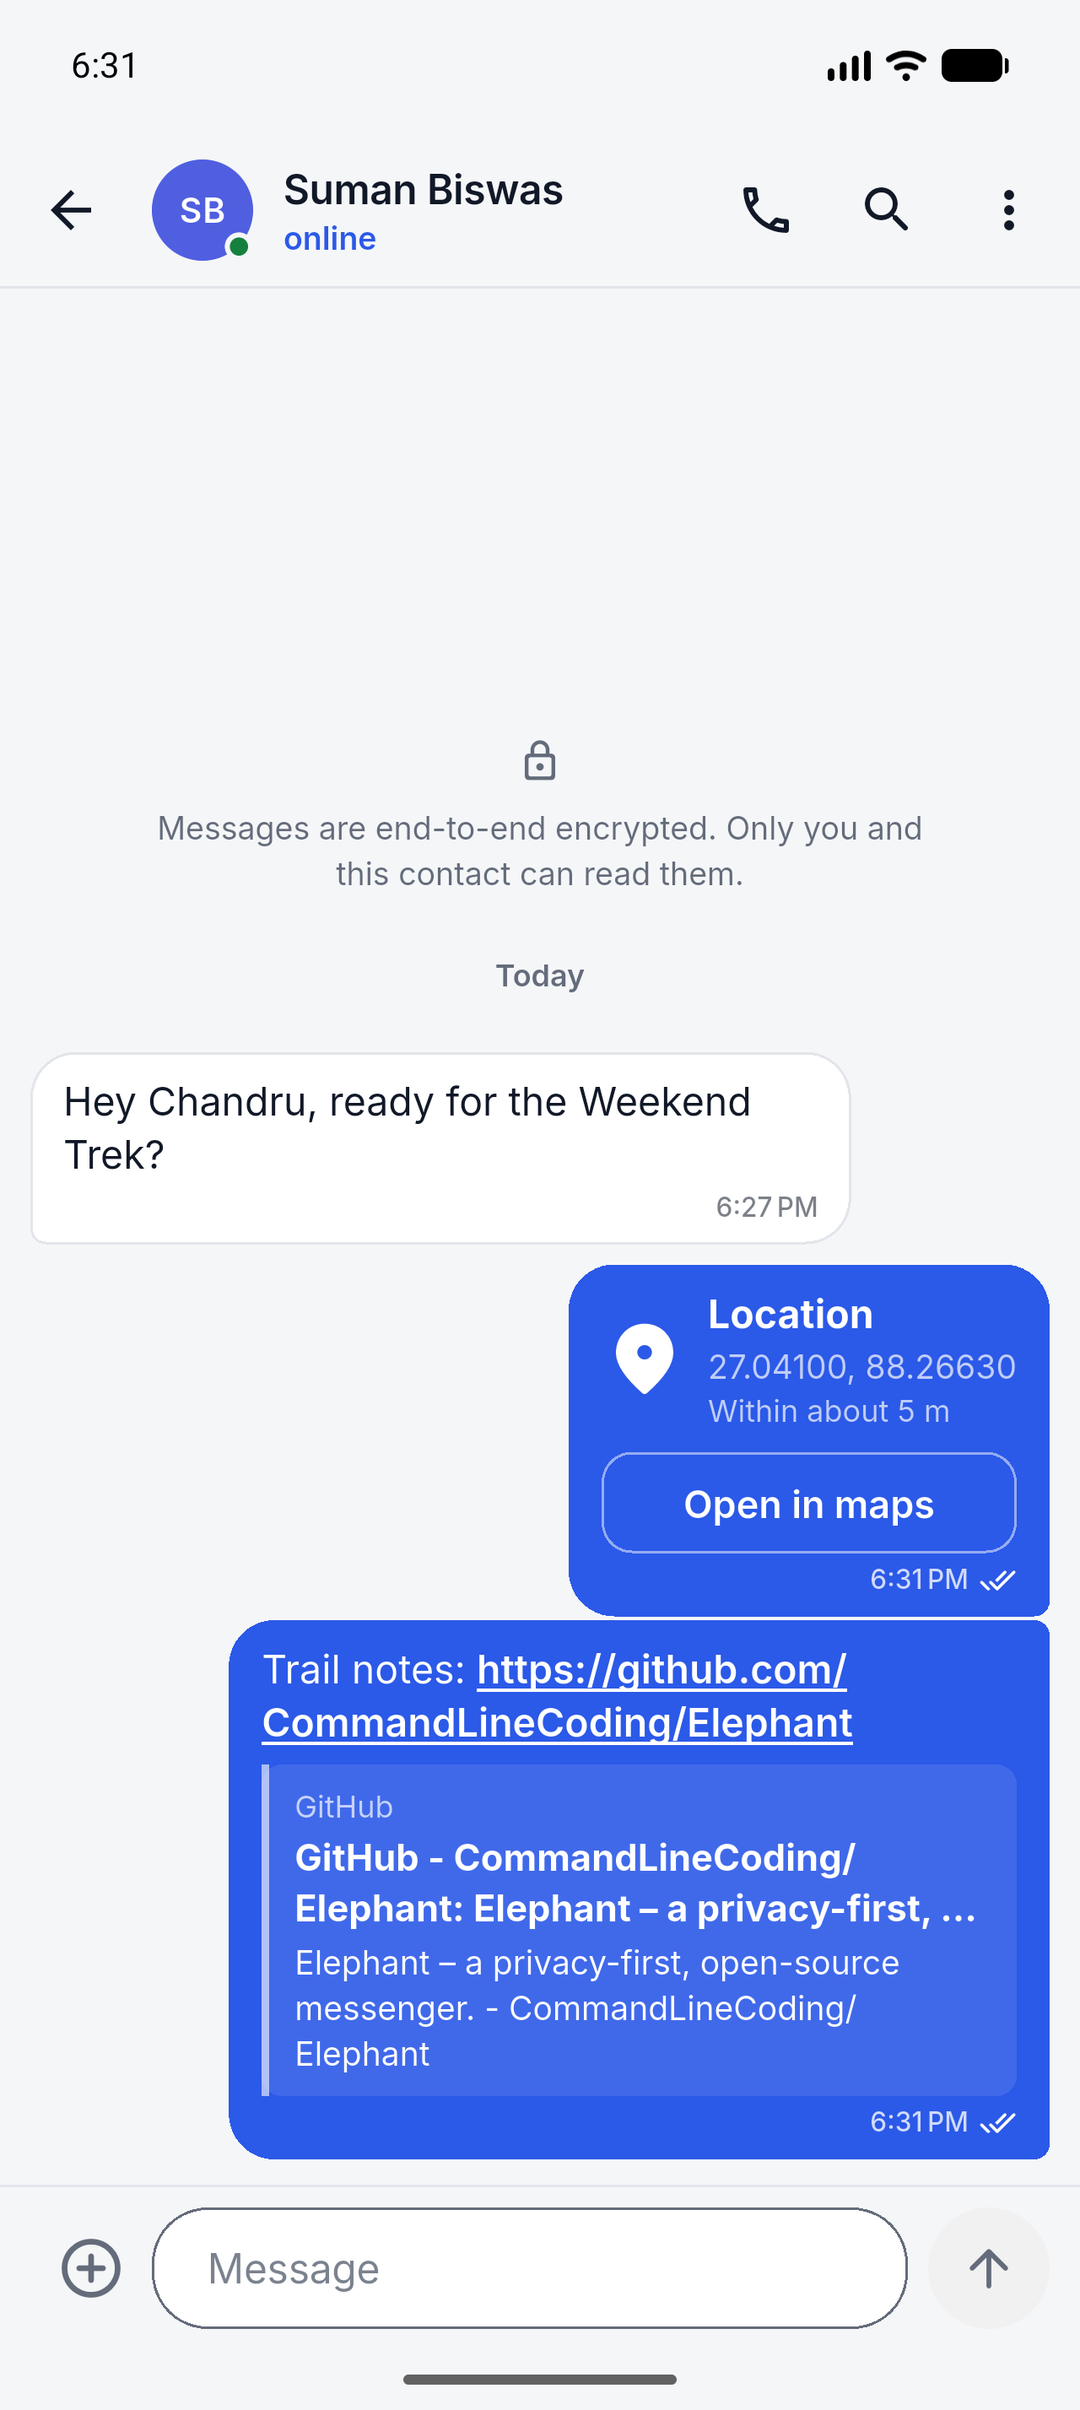 6:31
SB
Suman Biswas
online
Messages are end-to-end encrypted. Only you and
this contact can read them.
Today
Hey Chandru, ready for the Weekend
Trek?
6:27 PM
Location
27.04100, 88.26630
Within about 5 m
Open in maps
6:31 PM
Trail notes: https://github.com/
CommandLineCoding/Elephant
GitHub
GitHub - CommandLineCoding/
Elephant: Elephant – a privacy-first, ...
Elephant – a privacy-first, open-source
messenger. - CommandLineCoding/
Elephant
6:31 PM
Message